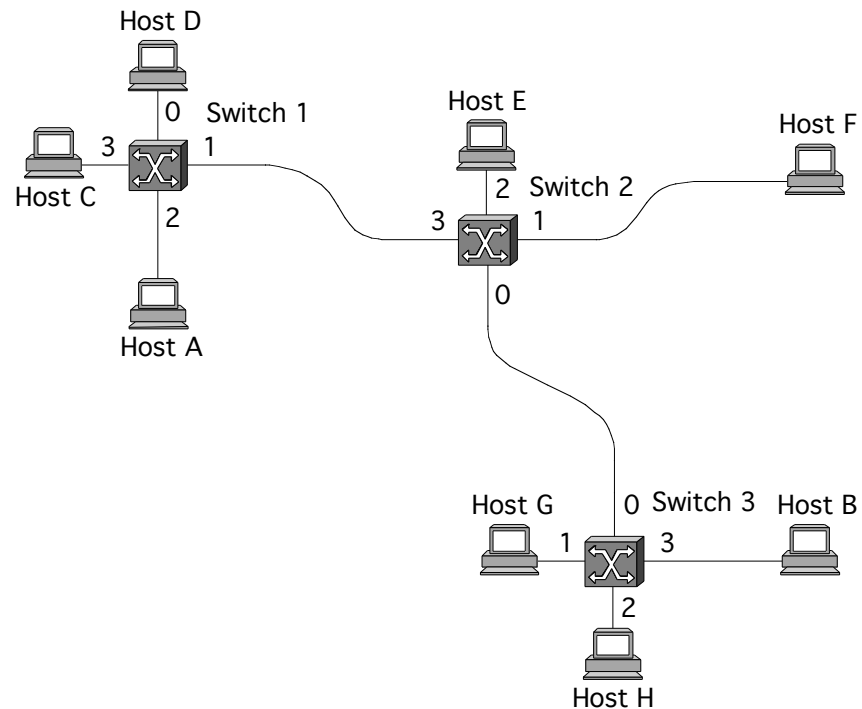 Host D
0 Switch 1
3 1
Host C
2
Host A
Host E
2 Switch 2
3 1
0
Host F
Host G
0 Switch 3
Host B
1 3
2
Host H